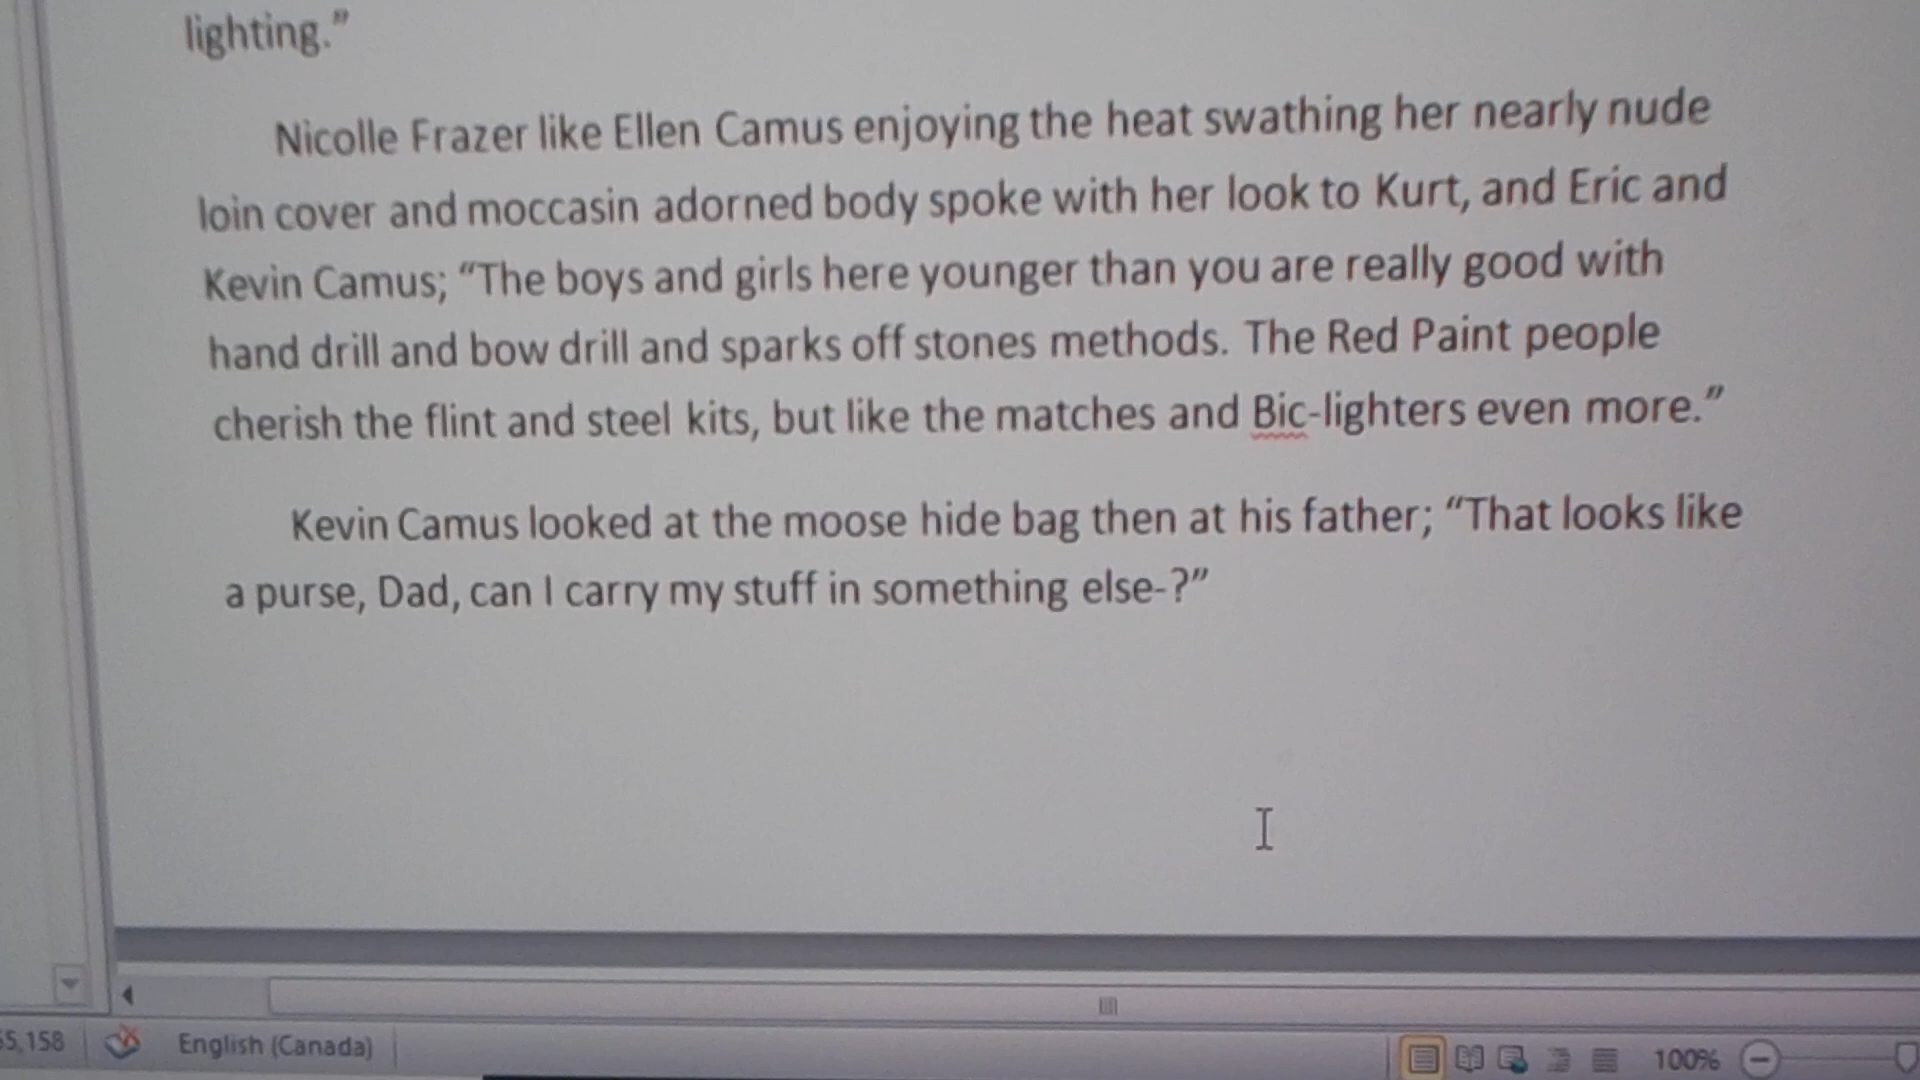 lighting.”
Nicolle Frazer like Ellen Camus enjoying the heat swathing her nearly nude
loin cover and moccasin adorned body spoke with her look to Kurt, and Eric and
Kevin Camus; “The boys and girls here younger than you are really good with
hand drill and bow drill and sparks off stones methods. The Red Paint people
cherish the flint and steel kits, but like the matches and Bic-lighters even more.”
Kevin Camus looked at the moose hide bag then at his father; “That looks like
a purse, Dad, can I carry my stuff in something else-?”
5,158 English (Canada) 100%